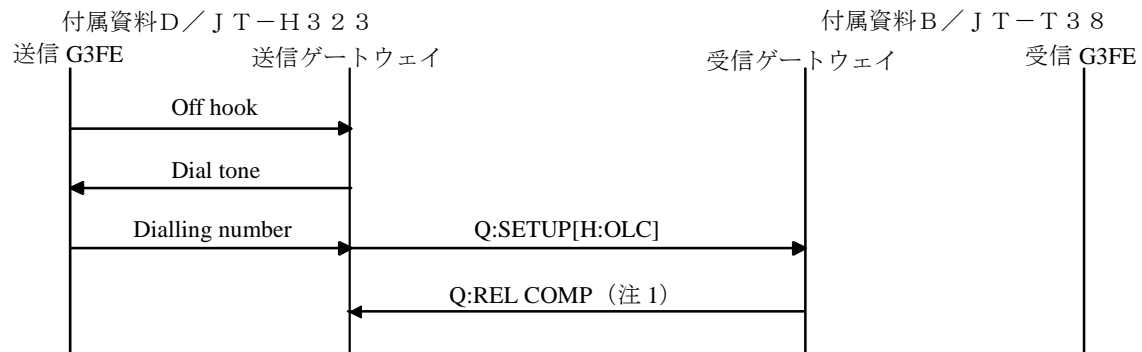 付属資料D／ＪＴ－Ｈ３２３
付属資料Ｂ／ＪＴ－Ｔ３８
送信 G3FE
送信ゲートウェイ
受信ゲートウェイ
受信 G3FE
Off hook
Dial tone
Dialling number
Q:SETUP[H:OLC]
Q:REL COMP（注 1）